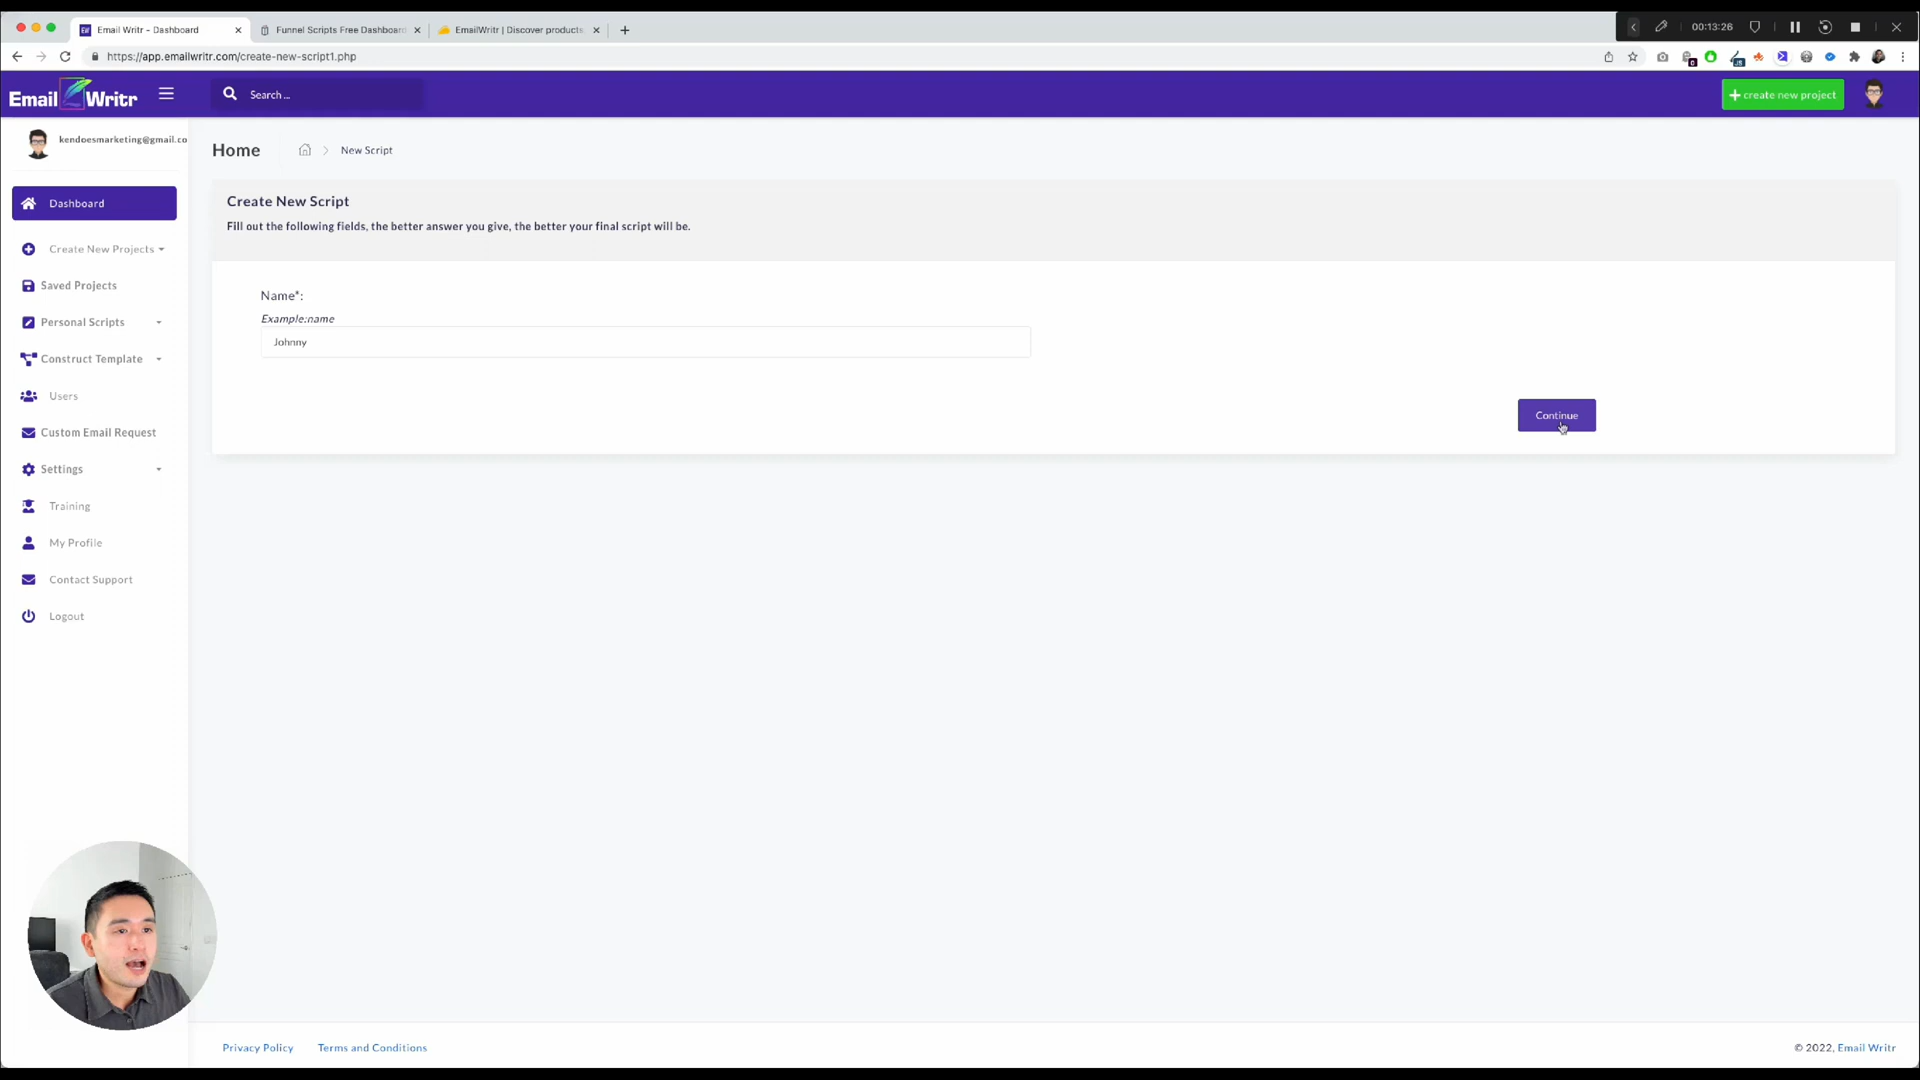 Email Writr - Dashboard
Funnel Scripts Free Dashboard
EmailWritr | Discover products.
00:13:26
https://app.emailwritr.com/create-new-script1.php
Email Writr
Search ...
+ create new project
kendoesmarketing@gmail.co
Home
New Script
Dashboard
Create New Script
Fill out the following fields, the better answer you give, the better your final script will be.
Create New Projects
Saved Projects
Name*:
Example:name
Personal Scripts
Johnny
Construct Template
Users
Continue
Custom Email Request
Settings
Training
My Profile
Contact Support
Logout
Privacy Policy
Terms and Conditions
© 2022, Email Writr